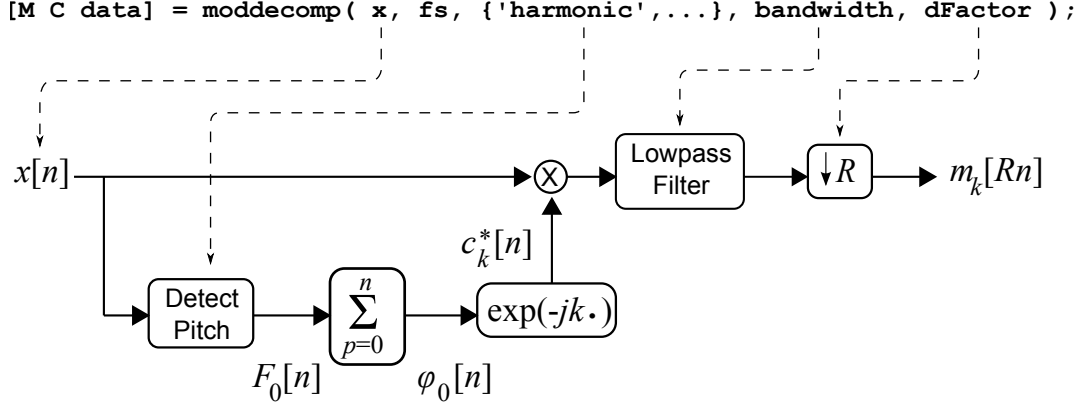 [M C data] = moddecomp( x, fs, {'harmonic',...}, bandwidth, dFactor );
x[n]
X
Lowpass
Filter
↓R
m_k[Rn]
c_k^*[n]
Detect
Pitch
n
∑
p=0
exp(-jk·)
F_0[n]
φ_0[n]